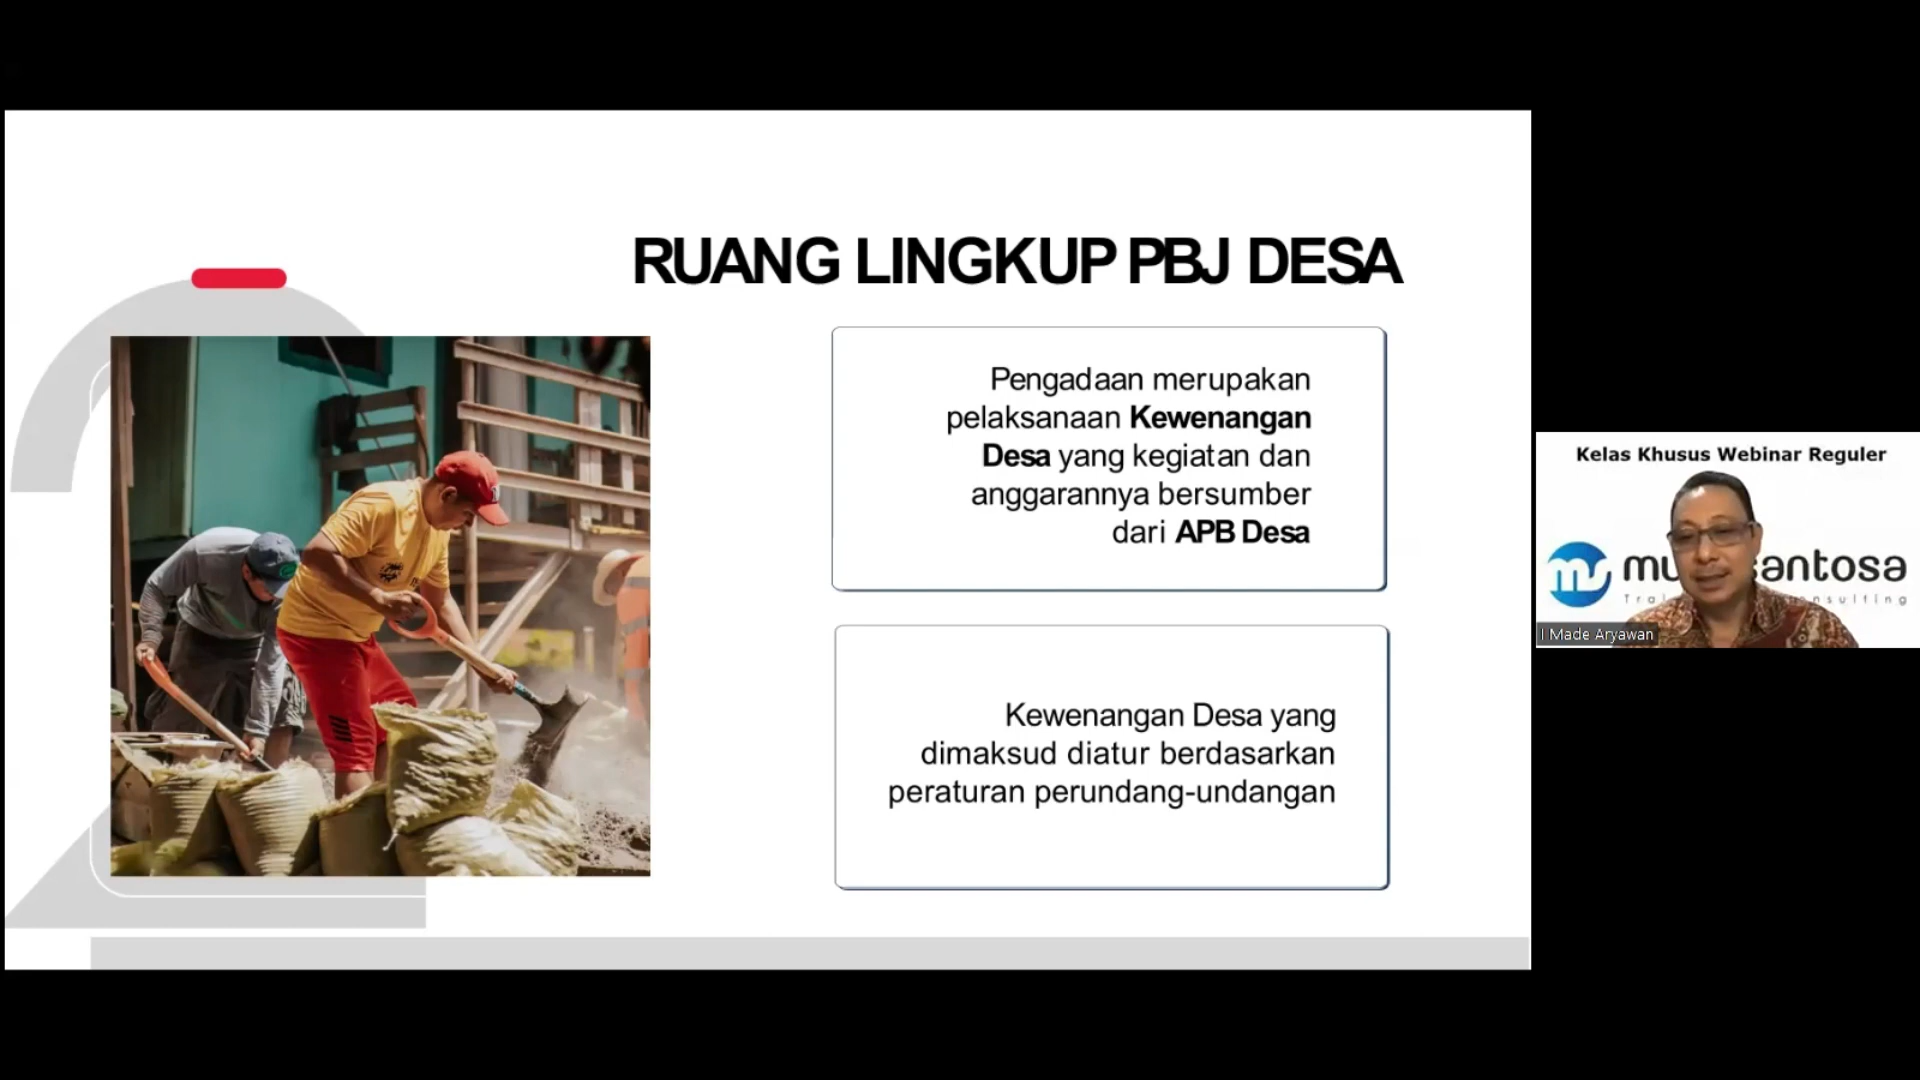 RUANG LINGKUP PBJ DESA
Pengadaan merupakan
pelaksanaan Kewenangan
Desa yang kegiatan dan
anggarannya bersumber
dari APB Desa
Kewenangan Desa yang
dimaksud diatur berdasarkan
peraturan perundang-undangan
Kelas Khusus Webinar Reguler
I Made Aryawan